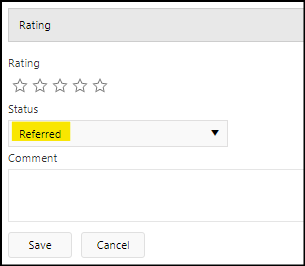 Rating
Rating
Status
Referred
Comment
Save Cancel